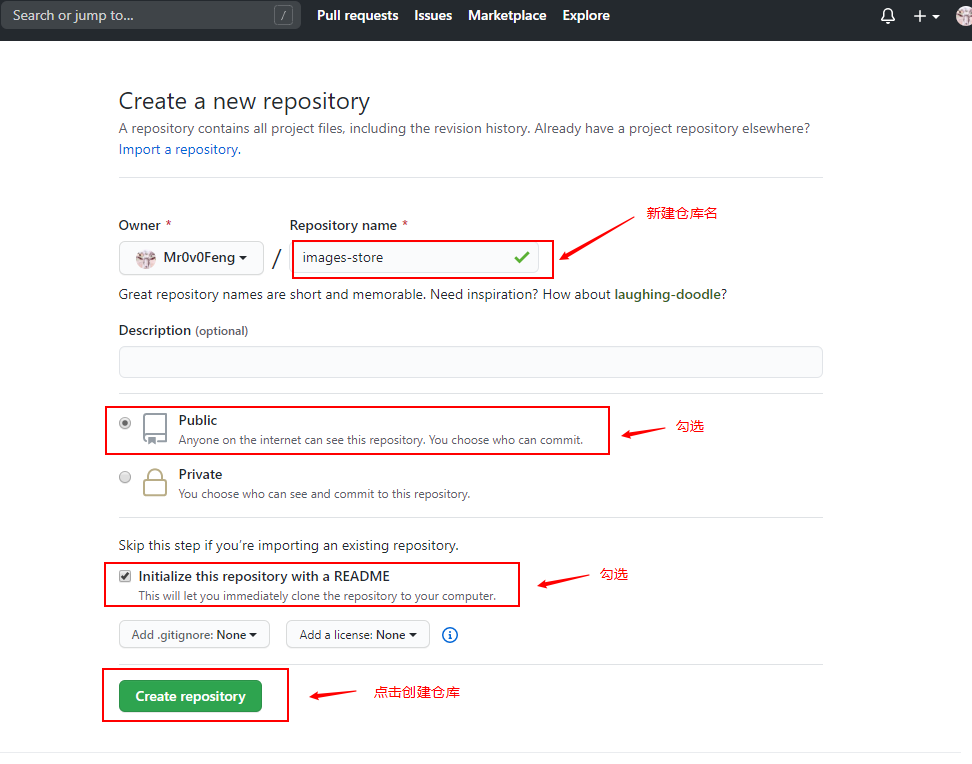 Search or jump to... /
Pull requests Issues Marketplace Explore
Create a new repository
A repository contains all project files, including the revision history. Already have a project repository elsewhere?
Import a repository.
Owner * Repository name *
新建仓库名
Mr0v0Feng / images-store
Great repository names are short and memorable. Need inspiration? How about laughing-doodle?
Description (optional)
Public
Anyone on the internet can see this repository. You choose who can commit.
勾选
Private
You choose who can see and commit to this repository.
Skip this step if you're importing an existing repository.
Initialize this repository with a README
This will let you immediately clone the repository to your computer.
勾选
Add .gitignore: None Add a license: None
Create repository
点击创建仓库